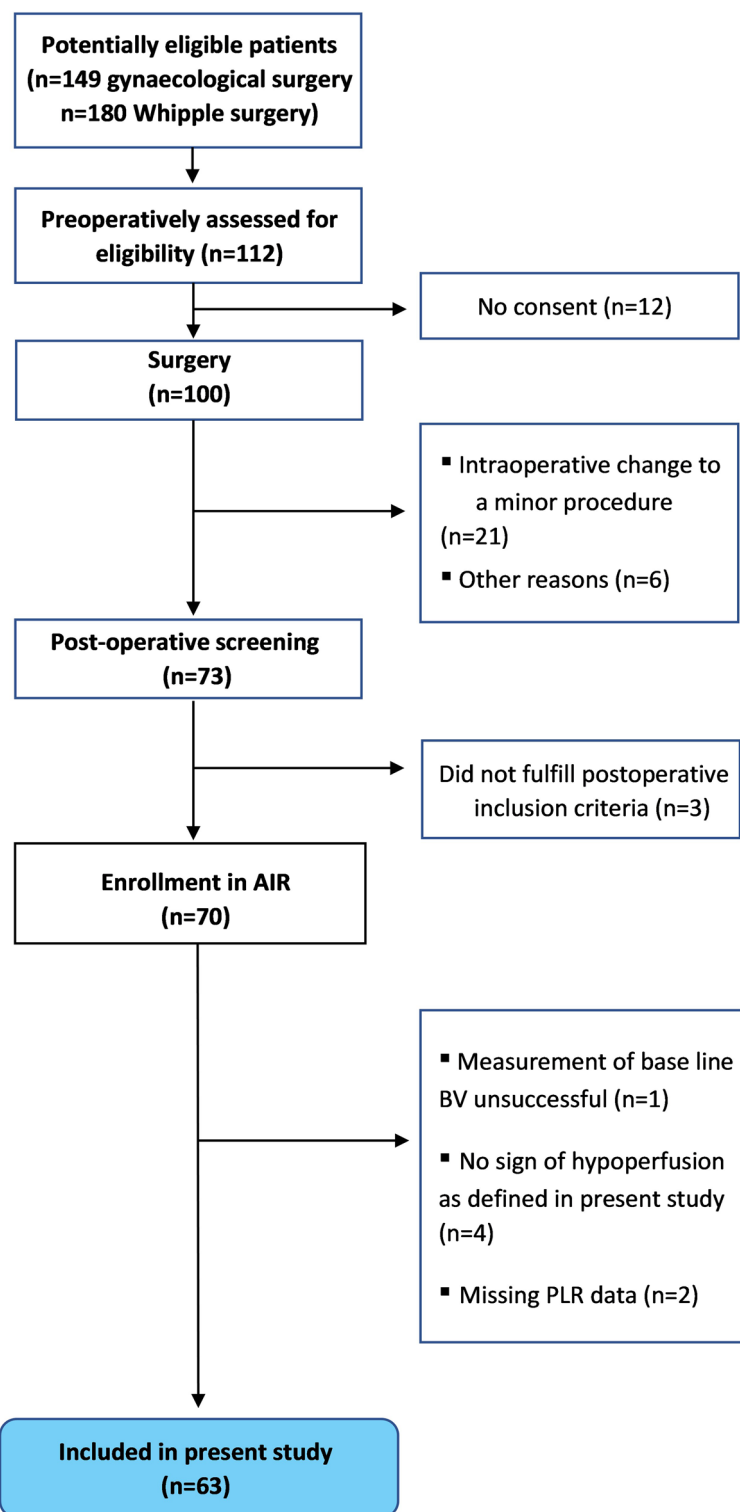 Potentially eligible patients
(n=149 gynaecological surgery
n=180 Whipple surgery)
Preoperatively assessed for
eligibility (n=112)
No consent (n=12)
Surgery
(n=100)
▪ Intraoperative change to
a minor procedure
(n=21)
▪ Other reasons (n=6)
Post-operative screening
(n=73)
Did not fulfill postoperative
inclusion criteria (n=3)
Enrollment in AIR
(n=70)
▪ Measurement of base line
BV unsuccessful (n=1)
▪ No sign of hypoperfusion
as defined in present study
(n=4)
▪ Missing PLR data (n=2)
Included in present study
(n=63)